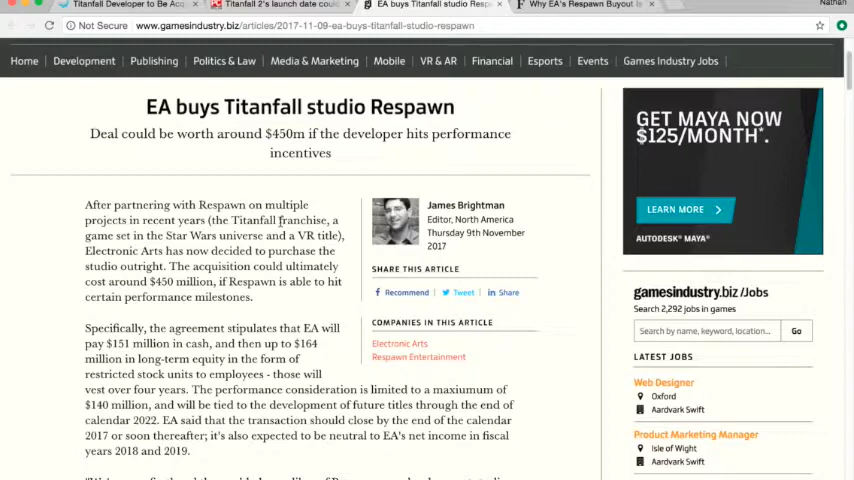 Titanfall Developer to Be Acq
Titanfall 2's launch date could
EA buys Titanfall studio Resp
Why EA's Respawn Buyout Is
Nathan
Not Secure
www.gamesindustry.biz/articles/2017-11-09-ea-buys-titanfall-studio-respawn
Home
Development
Publishing
Politics & Law
Media & Marketing
Mobile
VR & AR
Financial
Esports
Events
Games Industry Jobs
EA buys Titanfall studio Respawn
Deal could be worth around $450m if the developer hits performance
incentives
After partnering with Respawn on multiple
projects in recent years (the Titanfall franchise, a
game set in the Star Wars universe and a VR title),
Electronic Arts has now decided to purchase the
studio outright. The acquisition could ultimately
cost around $450 million, if Respawn is able to hit
certain performance milestones.
Specifically, the agreement stipulates that EA will
pay $151 million in cash, and then up to $164
million in long-term equity in the form of
restricted stock units to employees - those will
vest over four years. The performance consideration is limited to a maxiumum of
$140 million, and will be tied to the development of future titles through the end of
calendar 2022. EA said that the transaction should close by the end of the calendar
2017 or soon thereafter; it's also expected to be neutral to EA's net income in fiscal
years 2018 and 2019.
James Brightman
Editor, North America
Thursday 9th November
2017
SHARE THIS ARTICLE
Recommend
Tweet
Share
COMPANIES IN THIS ARTICLE
Electronic Arts
Respawn Entertainment
GET MAYA NOW
$125/MONTH*.
LEARN MORE
AUTODESK® MAYA®
gamesindustry.biz /Jobs
Search 2,292 jobs in games
Search by name, keyword, location...
Go
LATEST JOBS
Web Designer
Oxford
Aardvark Swift
Product Marketing Manager
Isle of Wight
Aardvark Swift